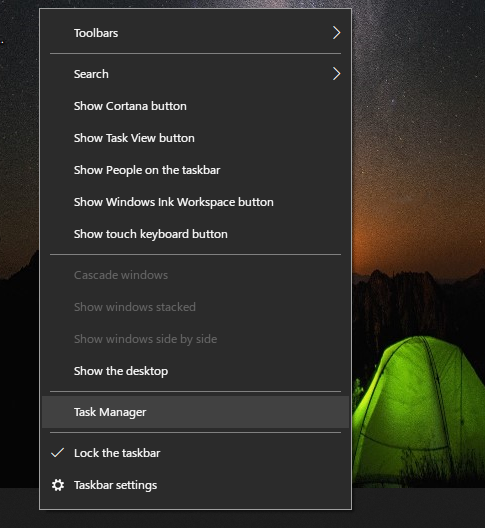 Toolbars
Search
Show Cortana button
Show Task View button
Show People on the taskbar
Show Windows Ink Workspace button
Show touch keyboard button
Cascade windows
Show windows stacked
Show windows side by side
Show the desktop
Task Manager
Lock the taskbar
Taskbar settings